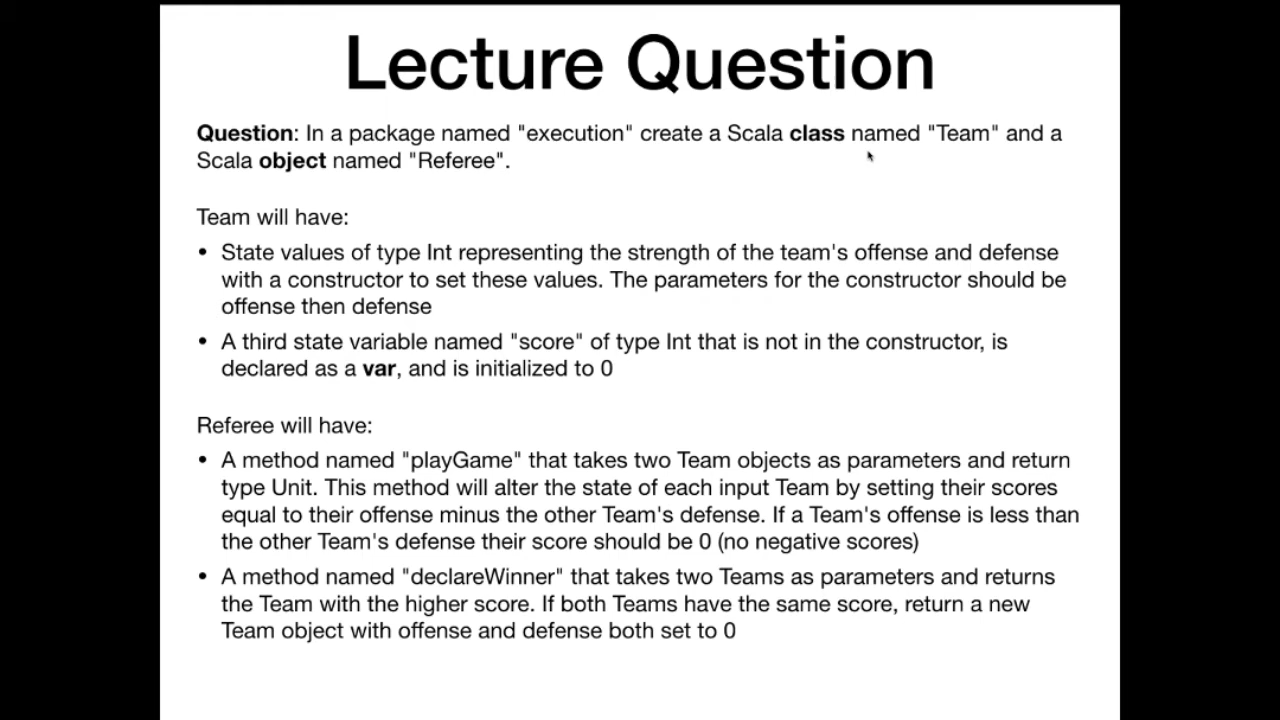 Lecture Question
Question: In a package named "execution" create a Scala class named "Team" and a
Scala object named "Referee".
Team will have:
• State values of type Int representing the strength of the team's offense and defense
with a constructor to set these values. The parameters for the constructor should be
offense then defense
• A third state variable named "score" of type Int that is not in the constructor, is
declared as a var, and is initialized to 0
Referee will have:
• A method named "playGame" that takes two Team objects as parameters and return
type Unit. This method will alter the state of each input Team by setting their scores
equal to their offense minus the other Team's defense. If a Team's offense is less than
the other Team's defense their score should be 0 (no negative scores)
• A method named "declareWinner" that takes two Teams as parameters and returns
the Team with the higher score. If both Teams have the same score, return a new
Team object with offense and defense both set to 0